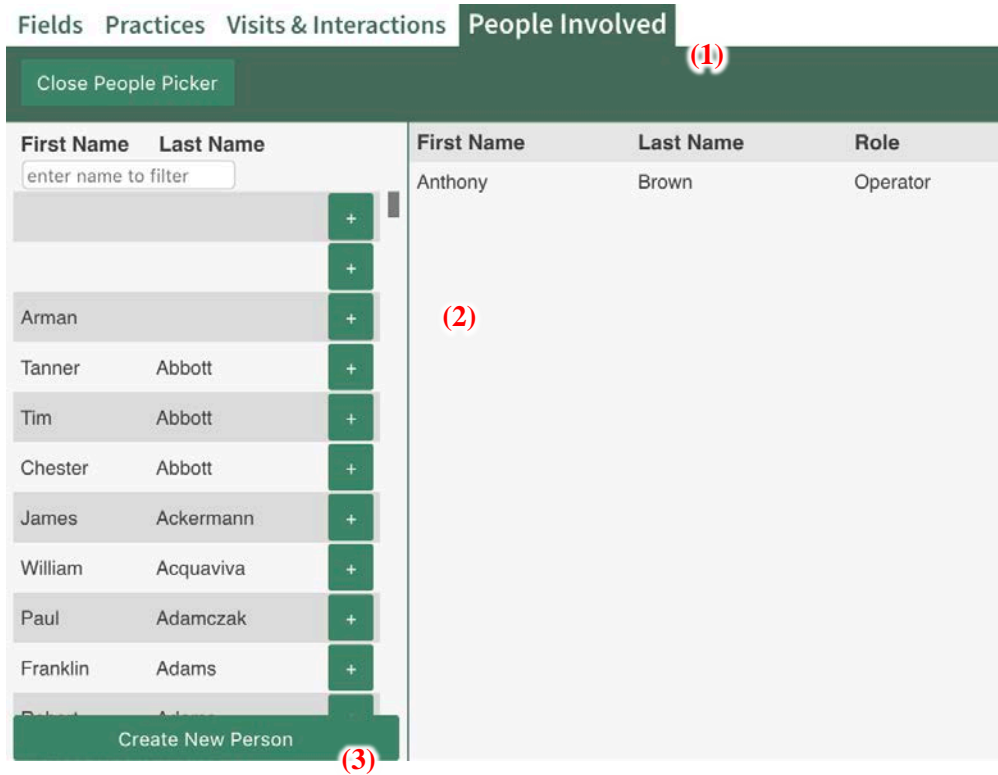 Fields Practices Visits & Interactions People Involved
(1)
Close People Picker
First Name Last Name
enter name to filter
+
+
Arman +
Tanner Abbott +
Tim Abbott +
Chester Abbott +
James Ackermann +
William Acquaviva +
Paul Adamczak +
Franklin Adams +
Create New Person
(3)
First Name Last Name Role
Anthony Brown Operator
(2)